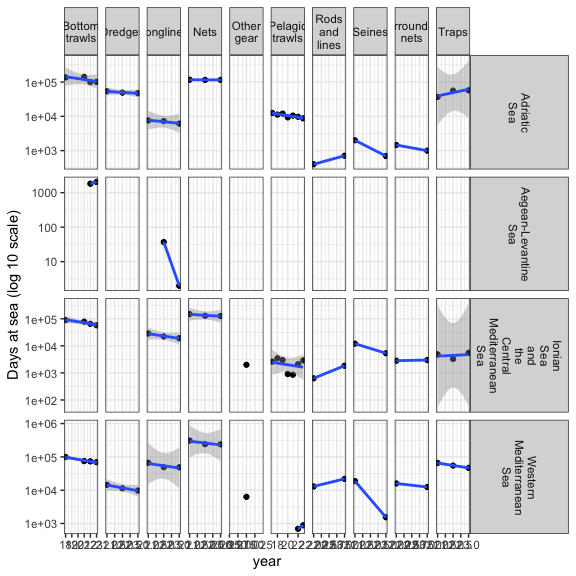 Bottom
trawls
Dredge
Longline
Nets
Other
gear
Pelagic
trawls
Rods
and
lines
Seines
rround
nets
Traps
1e+05
1e+04
1e+03
Adriatic
Sea
1000
100
10
Aegean-Levantine
Sea
1e+05
1e+04
1e+03
1e+02
Ionian
Sea
and
the
Central
Mediterranean
Sea
1e+06
1e+05
1e+04
1e+03
Western
Mediterranean
Sea
Days at sea (log 10 scale)
year